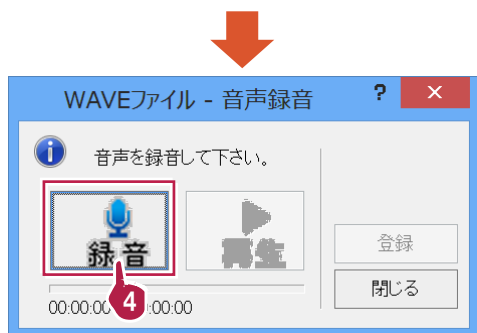 WAVEファイル - 音声録音
? ×
音声を録音して下さい。
録音 再生
登録
閉じる
00:00:00 4 :00:00